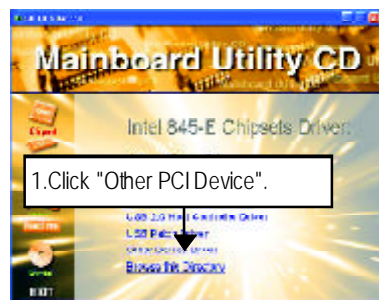 Mainboard Utility CD
Intel 845-E Chipsets Driver:
1.Click "Other PCI Device".
USB 2.0 Host Controller Driver
USB Patch Driver
Browse this Directory
EXIT